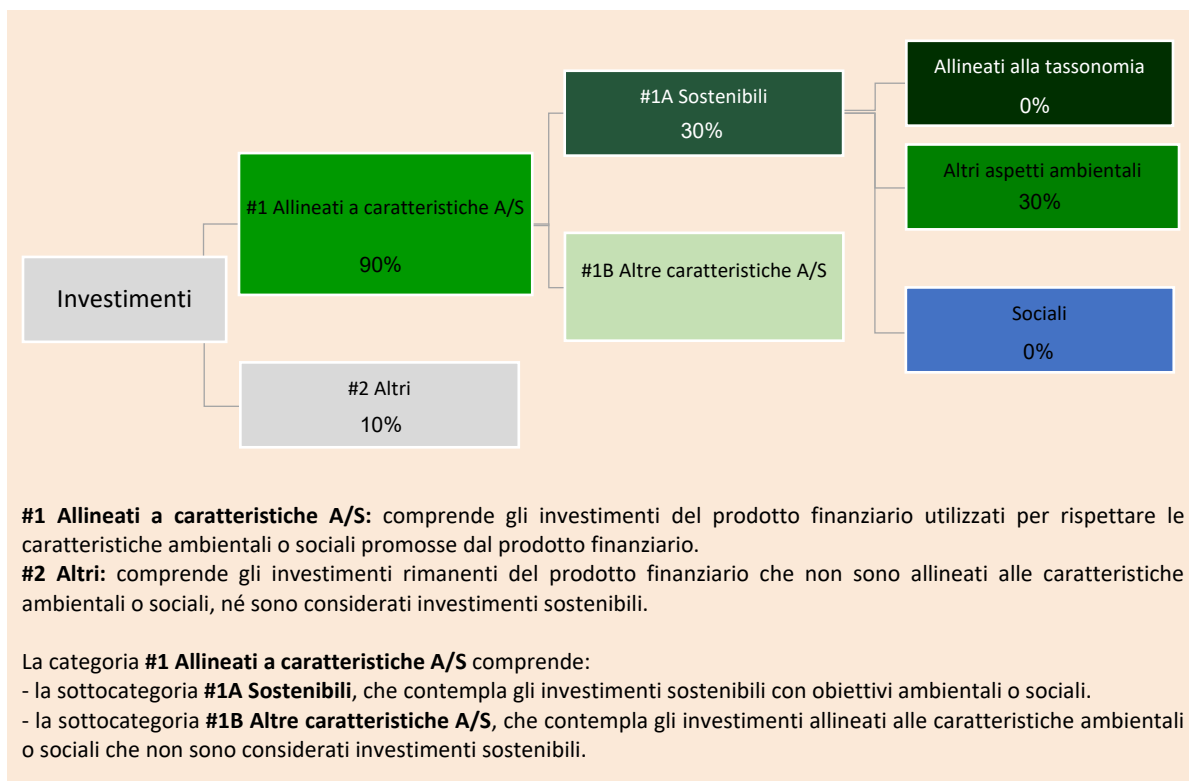 Investimenti
#1 Allineati a caratteristiche A/S
90%
#2 Altri
10%
#1A Sostenibili
30%
#1B Altre caratteristiche A/S
Allineati alla tassonomia
0%
Altri aspetti ambientali
30%
Sociali
0%
#1 Allineati a caratteristiche A/S: comprende gli investimenti del prodotto finanziario utilizzati per rispettare le
caratteristiche ambientali o sociali promosse dal prodotto finanziario.
#2 Altri: comprende gli investimenti rimanenti del prodotto finanziario che non sono allineati alle caratteristiche
ambientali o sociali, né sono considerati investimenti sostenibili.
La categoria #1 Allineati a caratteristiche A/S comprende:
- la sottocategoria #1A Sostenibili, che contempla gli investimenti sostenibili con obiettivi ambientali o sociali.
- la sottocategoria #1B Altre caratteristiche A/S, che contempla gli investimenti allineati alle caratteristiche ambientali
o sociali che non sono considerati investimenti sostenibili.